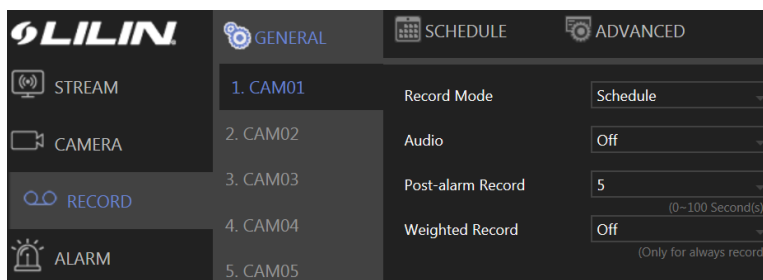 LILIN
STREAM
CAMERA
RECORD
ALARM
GENERAL
1. CAM01
2. CAM02
3. CAM03
4. CAM04
5. CAM05
SCHEDULE
ADVANCED
Record Mode Schedule
Audio Off
Post-alarm Record 5
(0~100 Second(s)
Weighted Record Off
(Only for always record